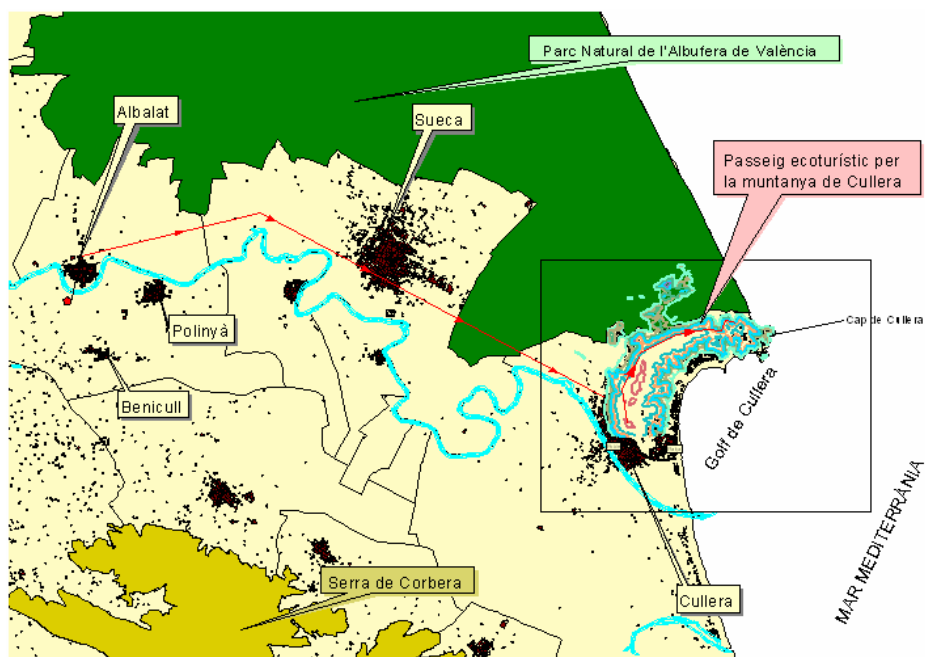 Parc Natural de l'Albufera de València
Albalat
Sueca
Passeig ecoturístic per
la muntanya de Cullera
Cap de Cullera
Polinyà
Benicull
Golf de Cullera
MAR MEDITERRÀNIA
Serra de Corbera
Cullera